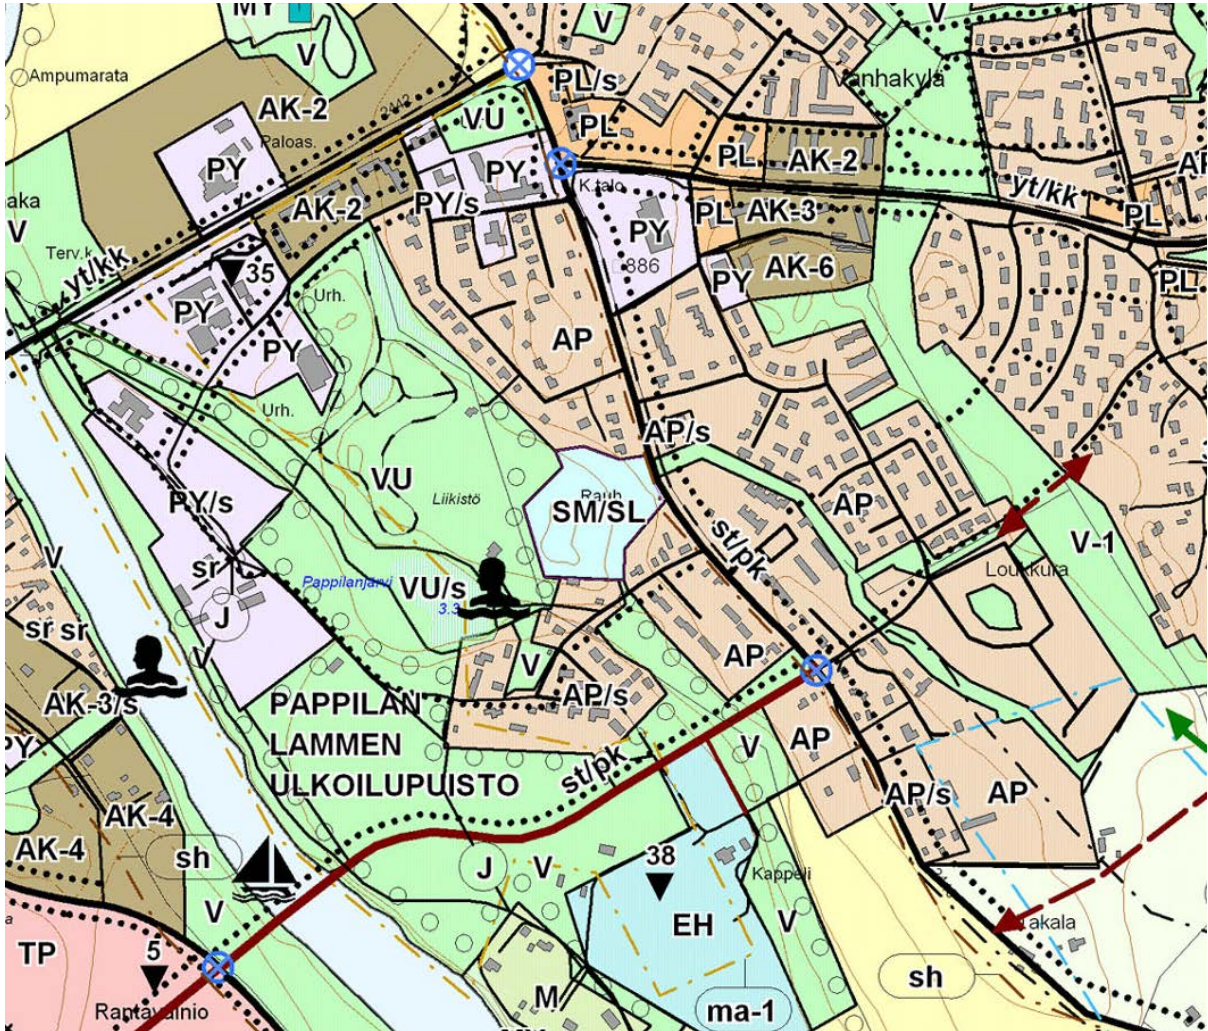 MY
V
V
V
Ampumarata
AK-2
2442
Paloas.
PL/s
Vanhakylä
VU
PL
PL
AK-2
PY
PY
K.talo
aka
V
AK-2
PY/s
PL
AK-3
yt/kk
PL
AP
Terv.k.
yt/kk
PY
886
PY
AK-6
PL
35
Urh.
PY
PY
AP
Urh.
AP/s
VU
Liikistö
Rauh.
SM/SL
AP
PY/s
st/pk
V-1
V
sr
Pappilanjärvi
VU/s
3.3
Loukkura
J
sr sr
V
V
AP
AP/s
AK-3/s
PY
PAPPILAN
LAMMEN
ULKOILUPUISTO
st/pk
V
AP
AP/s
AP
AK-4
AK-4
sh
38
J
V
Kappeli
V
V
EH
TP
5
M
sh
Takala
Rantavainio
ma-1